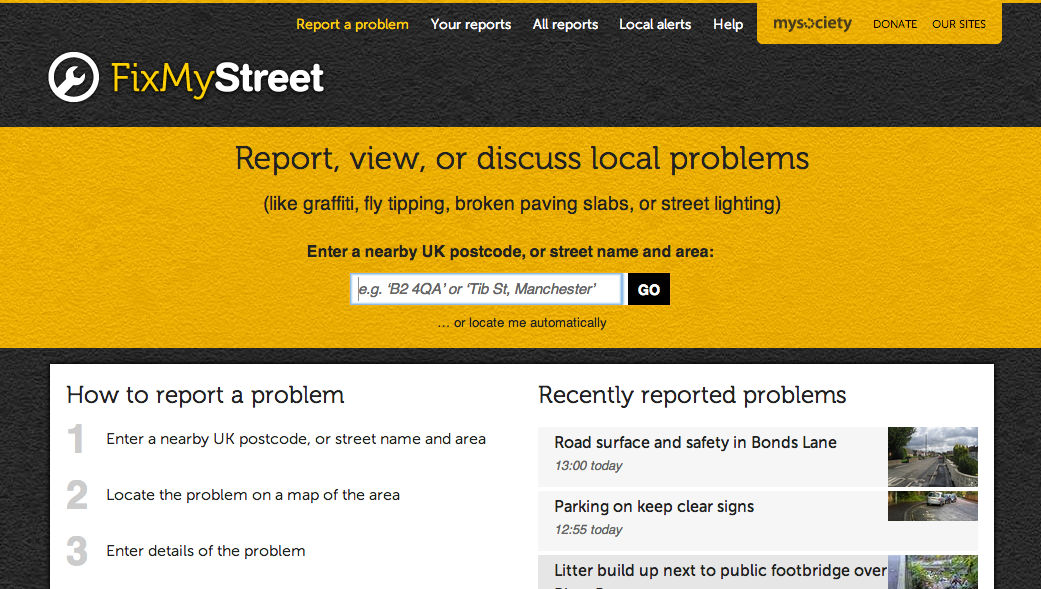 Report a problem Your reports All reports Local alerts Help mysociety DONATE OUR SITES
FixMyStreet
Report, view, or discuss local problems
(like graffiti, fly tipping, broken paving slabs, or street lighting)
Enter a nearby UK postcode, or street name and area:
e.g. ‘B2 4QA’ or ‘Tib St, Manchester’ GO
... or locate me automatically
How to report a problem
1 Enter a nearby UK postcode, or street name and area
2 Locate the problem on a map of the area
3 Enter details of the problem
Recently reported problems
Road surface and safety in Bonds Lane
13:00 today
Parking on keep clear signs
12:55 today
Litter build up next to public footbridge over